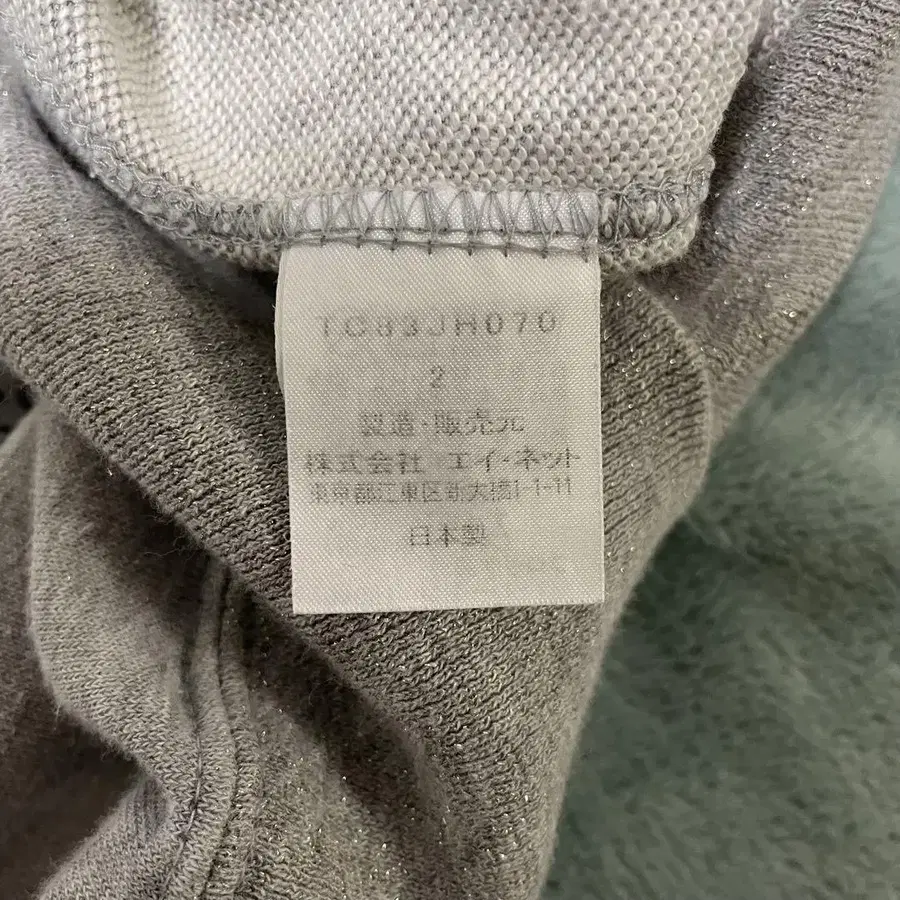 TC83JH070
2
製造・販売元
株式会社 エイ・ネット
東京都江東区新大橋1-1-11
日本製